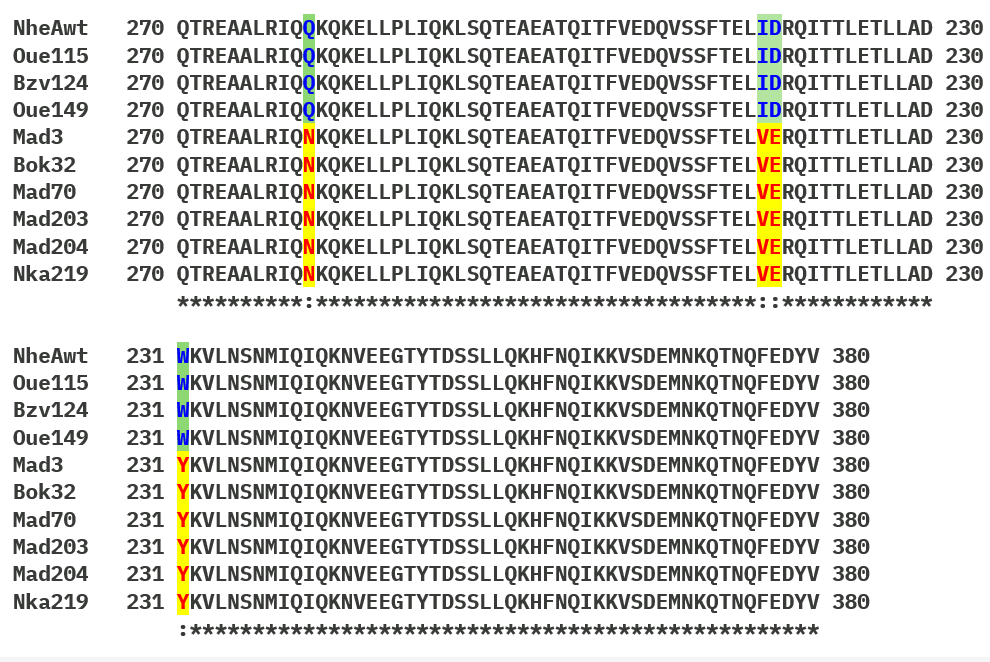 NheAwt 270 QTREAALRIQQKQKELLPLIQKLSQTEAEATQITFVEDQVSSFTELIDRQITTLETLLAD 230
Oue115 270 QTREAALRIQQKQKELLPLIQKLSQTEAEATQITFVEDQVSSFTELIDRQITTLETLLAD 230
Bzv124 270 QTREAALRIQQKQKELLPLIQKLSQTEAEATQITFVEDQVSSFTELIDRQITTLETLLAD 230
Oue149 270 QTREAALRIQQKQKELLPLIQKLSQTEAEATQITFVEDQVSSFTELIDRQITTLETLLAD 230
Mad3 270 QTREAALRIQNKQKELLPLIQKLSQTEAEATQITFVEDQVSSFTELVERQITTLETLLAD 230
Bok32 270 QTREAALRIQNKQKELLPLIQKLSQTEAEATQITFVEDQVSSFTELVERQITTLETLLAD 230
Mad70 270 QTREAALRIQNKQKELLPLIQKLSQTEAEATQITFVEDQVSSFTELVERQITTLETLLAD 230
Mad203 270 QTREAALRIQNKQKELLPLIQKLSQTEAEATQITFVEDQVSSFTELVERQITTLETLLAD 230
Mad204 270 QTREAALRIQNKQKELLPLIQKLSQTEAEATQITFVEDQVSSFTELVERQITTLETLLAD 230
Nka219 270 QTREAALRIQNKQKELLPLIQKLSQTEAEATQITFVEDQVSSFTELVERQITTLETLLAD 230
**********:***********************************::************
NheAwt 231 WKVLNSNMIQIQKNVEEGTYTDSSLLQKHFNQIKKVSDEMNKQTNQFEDYV 380
Oue115 231 WKVLNSNMIQIQKNVEEGTYTDSSLLQKHFNQIKKVSDEMNKQTNQFEDYV 380
Bzv124 231 WKVLNSNMIQIQKNVEEGTYTDSSLLQKHFNQIKKVSDEMNKQTNQFEDYV 380
Oue149 231 WKVLNSNMIQIQKNVEEGTYTDSSLLQKHFNQIKKVSDEMNKQTNQFEDYV 380
Mad3 231 YKVLNSNMIQIQKNVEEGTYTDSSLLQKHFNQIKKVSDEMNKQTNQFEDYV 380
Bok32 231 YKVLNSNMIQIQKNVEEGTYTDSSLLQKHFNQIKKVSDEMNKQTNQFEDYV 380
Mad70 231 YKVLNSNMIQIQKNVEEGTYTDSSLLQKHFNQIKKVSDEMNKQTNQFEDYV 380
Mad203 231 YKVLNSNMIQIQKNVEEGTYTDSSLLQKHFNQIKKVSDEMNKQTNQFEDYV 380
Mad204 231 YKVLNSNMIQIQKNVEEGTYTDSSLLQKHFNQIKKVSDEMNKQTNQFEDYV 380
Nka219 231 YKVLNSNMIQIQKNVEEGTYTDSSLLQKHFNQIKKVSDEMNKQTNQFEDYV 380
:**************************************************